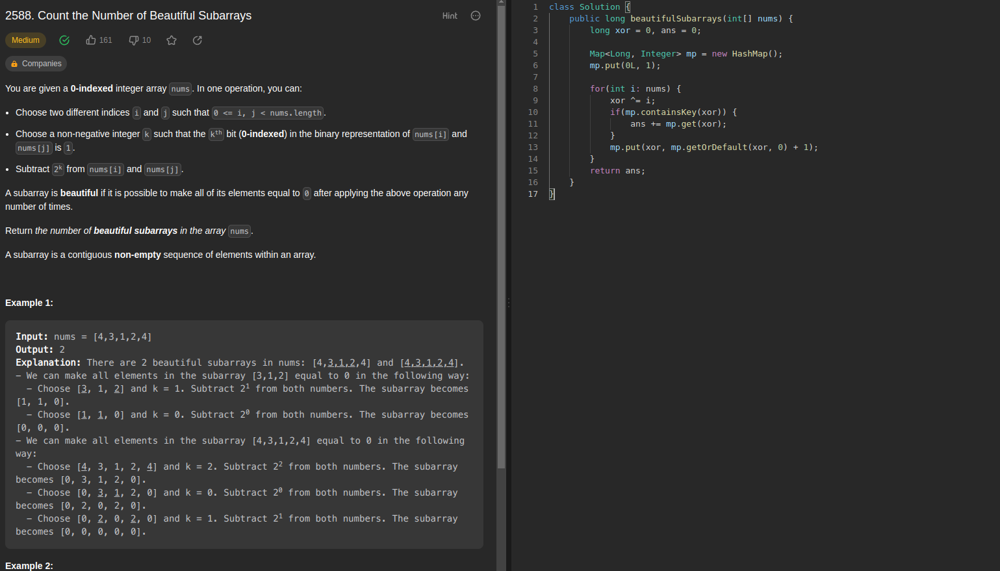 2588. Count the Number of Beautiful Subarrays
Hint
Medium
161
10
Companies
You are given a 0-indexed integer array nums. In one operation, you can:
• Choose two different indices i and j such that 0 <= i, j < nums.length.
• Choose a non-negative integer k such that the kth bit (0-indexed) in the binary representation of nums[i] and
nums[j] is 1.
• Subtract 2k from nums[i] and nums[j].
A subarray is beautiful if it is possible to make all of its elements equal to 0 after applying the above operation any
number of times.
Return the number of beautiful subarrays in the array nums.
A subarray is a contiguous non-empty sequence of elements within an array.
Example 1:
Input: nums = [4,3,1,2,4]
Output: 2
Explanation: There are 2 beautiful subarrays in nums: [4,3,1,2,4] and [4,3,1,2,4].
- We can make all elements in the subarray [3,1,2] equal to 0 in the following way:
- Choose [3, 1, 2] and k = 1. Subtract 21 from both numbers. The subarray becomes
[1, 1, 0].
- Choose [1, 1, 0] and k = 0. Subtract 20 from both numbers. The subarray becomes
[0, 0, 0].
- We can make all elements in the subarray [4,3,1,2,4] equal to 0 in the following
way:
- Choose [4, 3, 1, 2, 4] and k = 2. Subtract 22 from both numbers. The subarray
becomes [0, 3, 1, 2, 0].
- Choose [0, 3, 1, 2, 0] and k = 0. Subtract 20 from both numbers. The subarray
becomes [0, 2, 0, 2, 0].
- Choose [0, 2, 0, 2, 0] and k = 1. Subtract 21 from both numbers. The subarray
becomes [0, 0, 0, 0, 0].
Example 2:
1 class Solution {
2 public long beautifulSubarrays(int[] nums) {
3 long xor = 0, ans = 0;
4
5 Map<Long, Integer> mp = new HashMap();
6 mp.put(0L, 1);
7
8 for(int i: nums) {
9 xor ^= i;
10 if(mp.containsKey(xor)) {
11 ans += mp.get(xor);
12 }
13 mp.put(xor, mp.getOrDefault(xor, 0) + 1);
14 }
15 return ans;
16 }
17 }